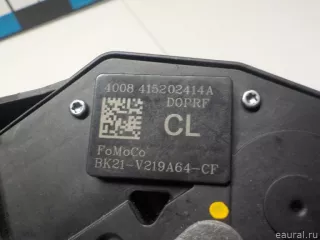 4008 415202414A
DOPRF
CL
FoMoCo
BK21-V219A64-CF
eaural.ru